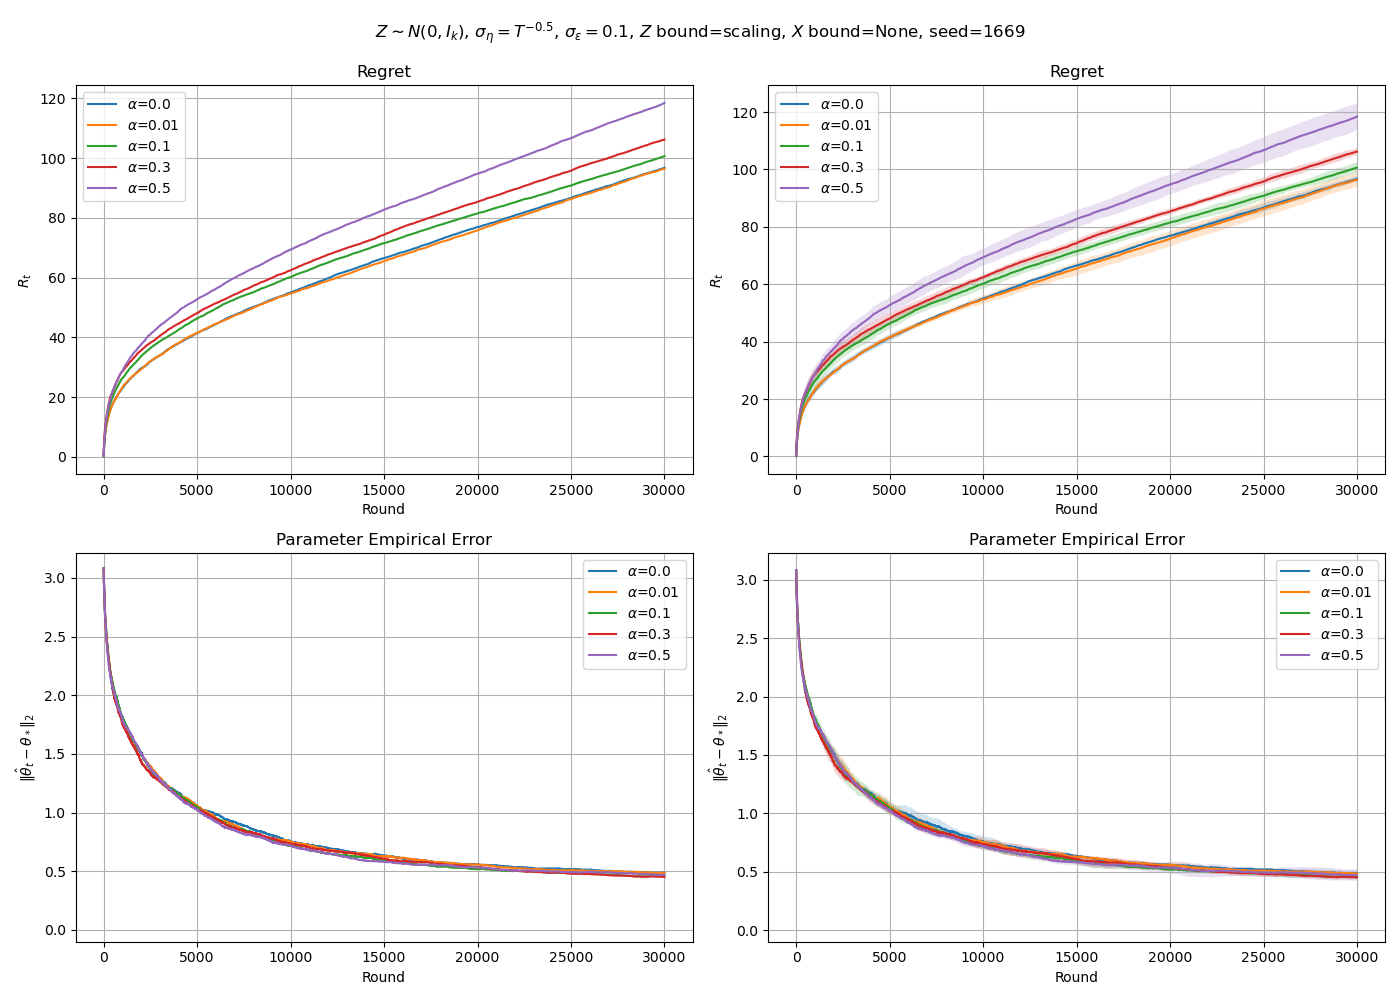 Z ∼ N(0, I_k), σ_η = T^{−0.5}, σ_ε = 0.1, Z bound=scaling, X bound=None, seed=1669
Regret
R_t
120
100
80
60
40
20
0
α=0.0
α=0.01
α=0.1
α=0.3
α=0.5
0 5000 10000 15000 20000 25000 30000
Round
Regret
R_t
120
100
80
60
40
20
0
α=0.0
α=0.01
α=0.1
α=0.3
α=0.5
0 5000 10000 15000 20000 25000 30000
Round
Parameter Empirical Error
‖θ̂_t − θ_*‖_2
3.0
2.5
2.0
1.5
1.0
0.5
0.0
α=0.0
α=0.01
α=0.1
α=0.3
α=0.5
0 5000 10000 15000 20000 25000 30000
Round
Parameter Empirical Error
‖θ̂_t − θ_*‖_2
3.0
2.5
2.0
1.5
1.0
0.5
0.0
α=0.0
α=0.01
α=0.1
α=0.3
α=0.5
0 5000 10000 15000 20000 25000 30000
Round